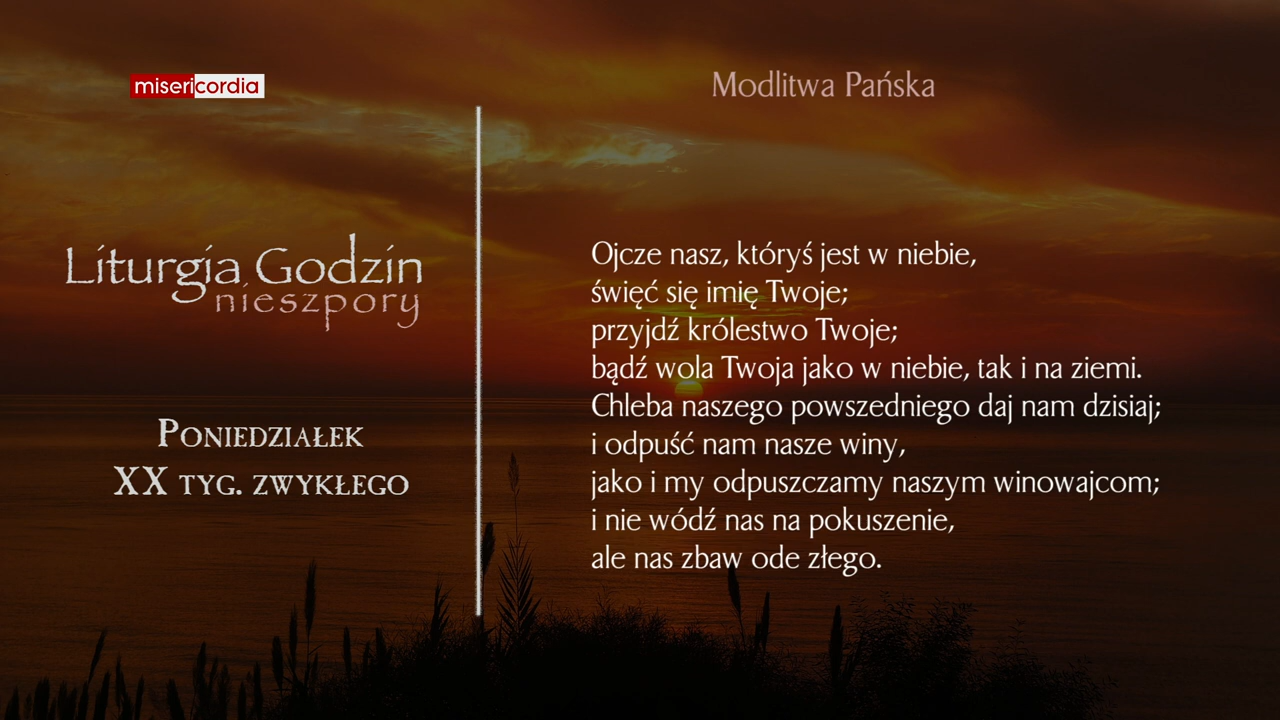 misericordia
Liturgia Godzin
nieszpory
Poniedziałek
XX tyg. zwykłego
Modlitwa Pańska
Ojcze nasz, któryś jest w niebie,
święć się imię Twoje;
przyjdź królestwo Twoje;
bądź wola Twoja jako w niebie, tak i na ziemi.
Chleba naszego powszedniego daj nam dzisiaj;
i odpuść nam nasze winy,
jako i my odpuszczamy naszym winowajcom;
i nie wódź nas na pokuszenie,
ale nas zbaw ode złego.